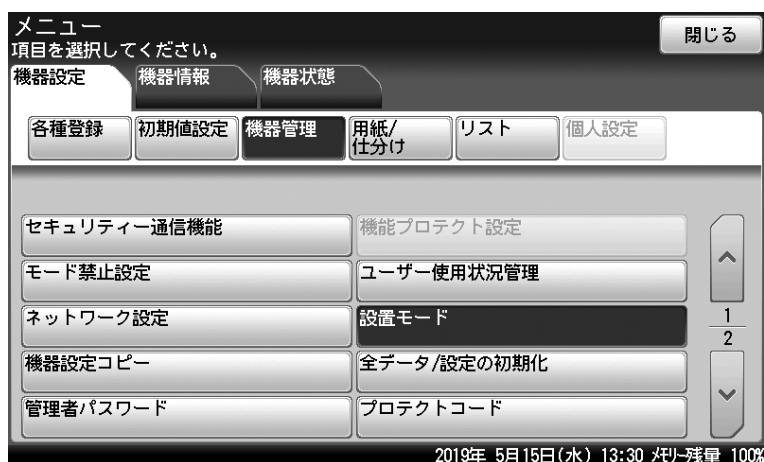 メニュー
項目を選択してください。
閉じる
機器設定 機器情報 機器状態
各種登録 初期値設定 機器管理 用紙/
仕分け リスト 個人設定
セキュリティー通信機能 機能プロテクト設定
モード禁止設定 ユーザー使用状況管理
ネットワーク設定 設置モード
1
2
機器設定コピー 全データ/設定の初期化
管理者パスワード プロテクトコード
2019年 5月15日(水) 13:30 メモリー残量 100%